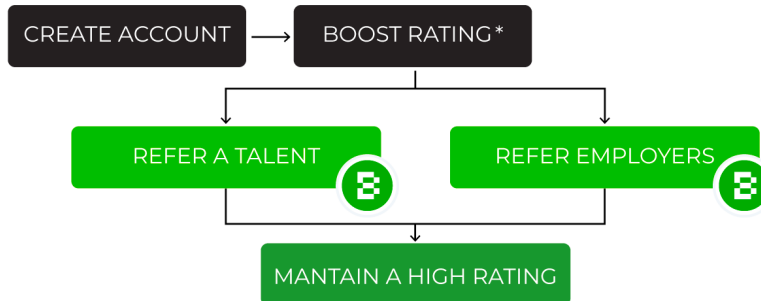 CREATE ACCOUNT
BOOST RATING*
REFER A TALENT
REFER EMPLOYERS
MANTAIN A HIGH RATING